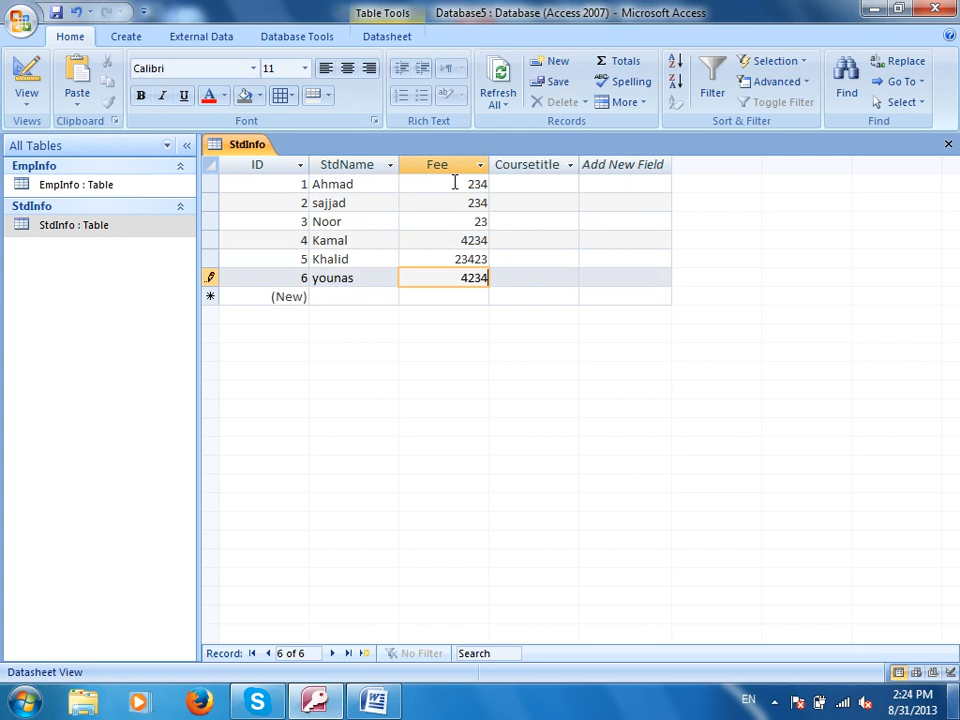 Table Tools Database5 : Database (Access 2007) - Microsoft Access
Home Create External Data Database Tools Datasheet
View
Views
Paste
Clipboard
Calibri 11
B I U A
Font
Rich Text
Refresh All
New
Save
Delete
Totals
Spelling
More
Records
Filter
Selection
Advanced
Toggle Filter
Sort & Filter
Find
Replace
Go To
Select
Find
All Tables
EmpInfo
EmpInfo : Table
StdInfo
StdInfo : Table
StdInfo
ID StdName Fee Coursetitle Add New Field
1 Ahmad 234
2 sajjad 234
3 Noor 23
4 Kamal 4234
5 Khalid 23423
6 younas 4234
(New)
Record: 6 of 6 No Filter Search
Datasheet View
EN
2:24 PM
8/31/2013